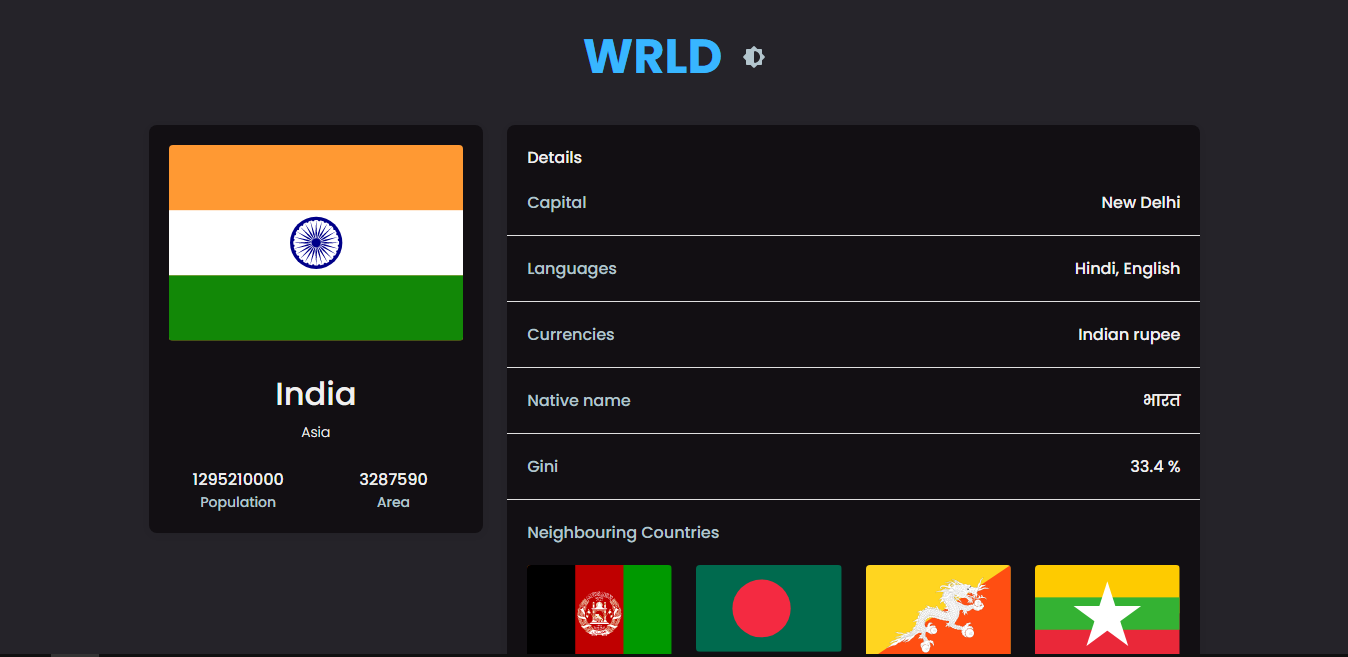 WRLD
India
Asia
1295210000 3287590
Population Area
Details
Capital New Delhi
Languages Hindi, English
Currencies Indian rupee
Native name भारत
Gini 33.4 %
Neighbouring Countries